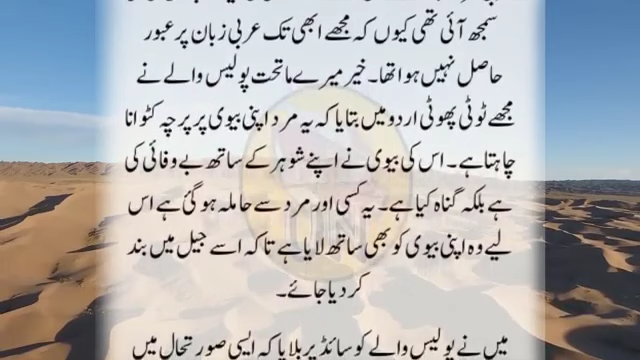 سمجھ آئی تھی کیوں کہ مجھے ابھی تک عربی زبان پر عبور
حاصل نہیں ہوا تھا۔ خیر میرے ماتحت پولیس والے نے
مجھے ٹوٹی پھوٹی اردو میں بتایا کہ یہ مرد اپنی بیوی پر پرچہ کٹوانا
چاہتا ہے۔ اس کی بیوی نے اپنے شوہر کے ساتھ بے وفائی کی
ہے بلکہ گناہ کیا ہے۔ یہ کسی اور مرد سے حاملہ ہو گئ ہے اس
لیے وہ اپنی بیوی کو بھی ساتھ لایا ہے تاکہ اسے جیل میں بند
کر دیا جائے۔
میں نے پولیس والے کو سائڈ پر بلایا کہ ایسی صورتحال میں